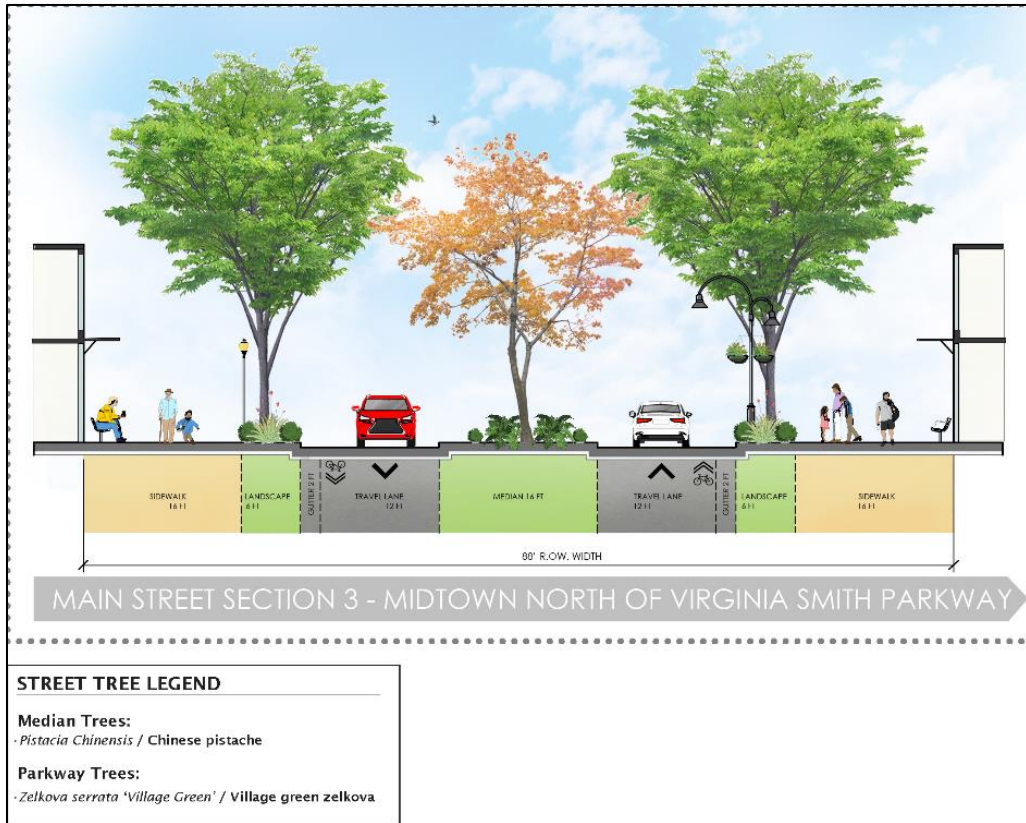 SIDEWALK
16 FT
LANDSCAPE
6 FT
GUTTER 2 FT
TRAVEL LANE
12 FT
MEDIAN 16 FT
TRAVEL LANE
12 FT
GUTTER 2 FT
LANDSCAPE
6 FT
SIDEWALK
16 FT
88' R.O.W. WIDTH
MAIN STREET SECTION 3 - MIDTOWN NORTH OF VIRGINIA SMITH PARKWAY
STREET TREE LEGEND
Median Trees:
· Pistacia Chinensis / Chinese pistache
Parkway Trees:
· Zelkova serrata ‘Village Green’ / Village green zelkova